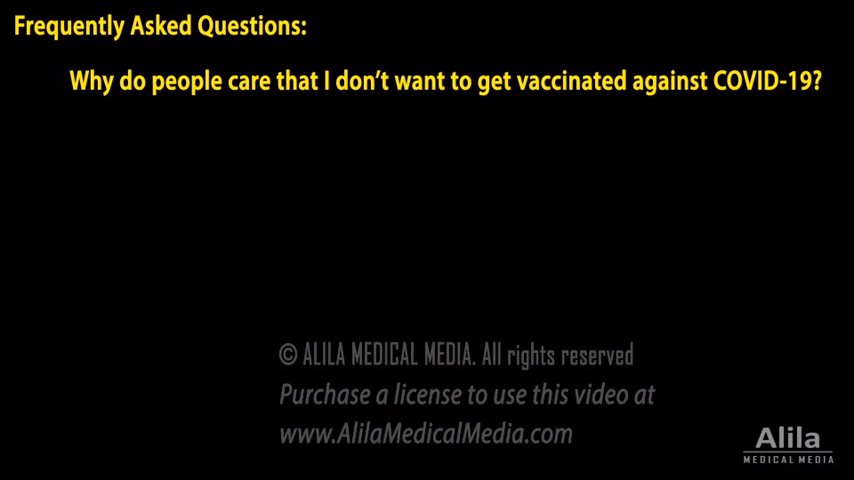 Frequently Asked Questions:
Why do people care that I don't want to get vaccinated against COVID-19?
© ALILA MEDICAL MEDIA. All rights reserved
Purchase a license to use this video at
www.AlilaMedicalMedia.com
Alila
MEDICAL MEDIA